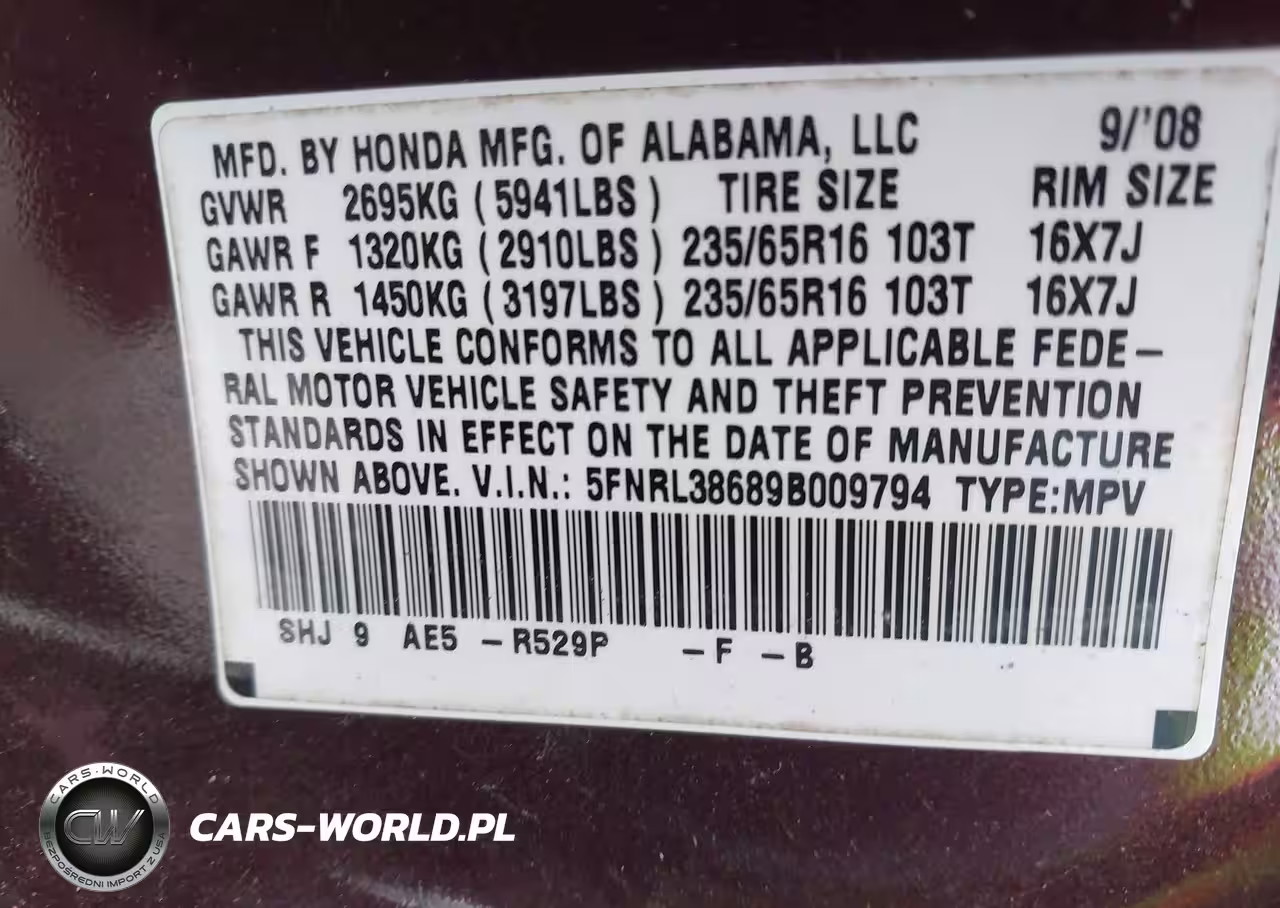 MFD. BY HONDA MFG. OF ALABAMA, LLC 9/'08
GVWR 2695KG ( 5941LBS ) TIRE SIZE RIM SIZE
GAWR F 1320KG ( 2910LBS ) 235/65R16 103T 16X7J
GAWR R 1450KG ( 3197LBS ) 235/65R16 103T 16X7J
THIS VEHICLE CONFORMS TO ALL APPLICABLE FEDE-
RAL MOTOR VEHICLE SAFETY AND THEFT PREVENTION
STANDARDS IN EFFECT ON THE DATE OF MANUFACTURE
SHOWN ABOVE. V.I.N.: 5FNRL38689B009794 TYPE:MPV
SHJ 9 AE5 -R529P -F -B
CARS-WORLD
CW
BEZPOŚREDNI IMPORT Z USA
CARS-WORLD.PL